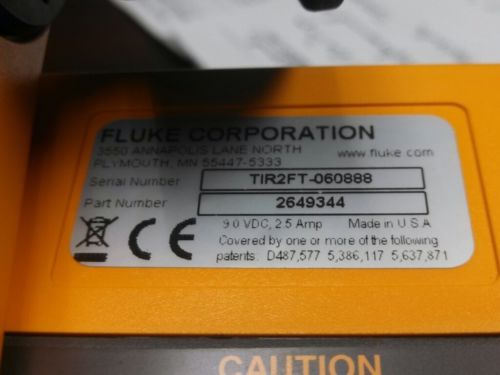 FLUKE CORPORATION
3550 ANNAPOLIS LANE NORTH www.fluke.com
PLYMOUTH, MN 55447-5333
Serial Number TIR2FT-060888
Part Number 2649344
9.0 VDC, 2.5 Amp Made in U.S.A
CE Covered by one or more of the following
patents: D487,577 5,386,117 5,637,871
CAUTION